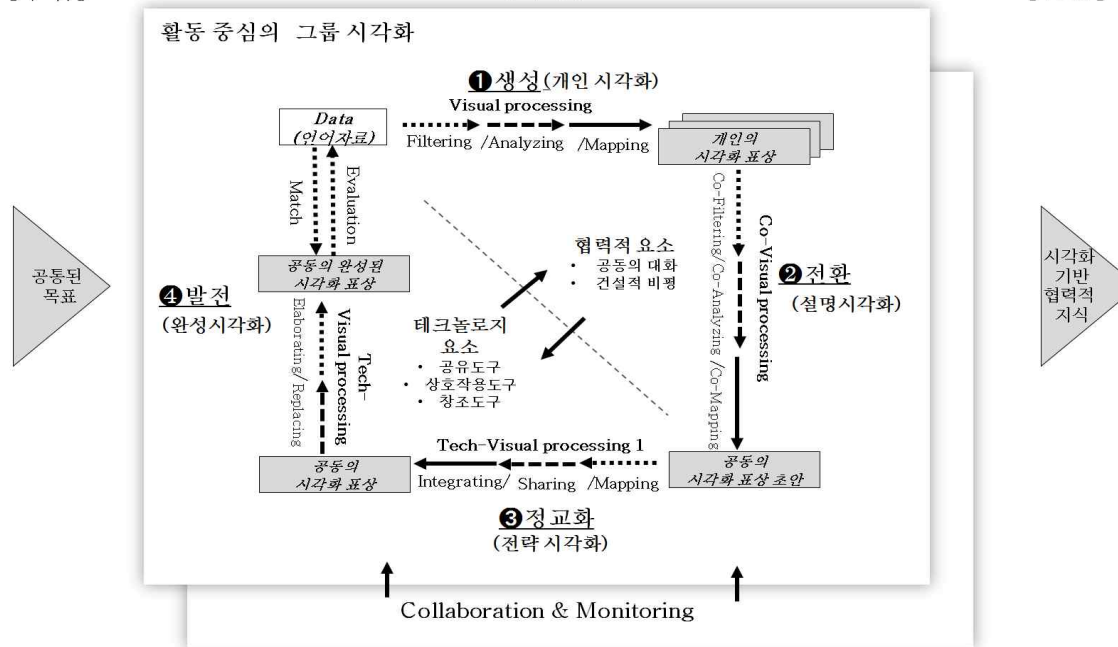 활동 중심의 그룹 시각화
❶생성(개인 시각화)
Visual processing
Filtering /Analyzing /Mapping
Data
(언어자료)
개인의
시각화 표상
Match
Evaluation
Co-Filtering/Co-Analyzing /Co-Mapping
Co-Visual processing
❷전환
(설명시각화)
협력적 요소
• 공동의 대화
• 건설적 비평
공통된
목표
시각화
기반
협력적
지식
공동의 완성된
시각화 표상
❹발전
(완성시각화)
Elaborating/Replacing
Tech-
Visual processing
테크놀로지
요소
• 공유도구
• 상호작용도구
• 창조도구
Tech-Visual processing 1
Integrating/ Sharing /Mapping
공동의
시각화 표상
공동의
시각화 표상 초안
❸정교화
(전략 시각화)
Collaboration & Monitoring